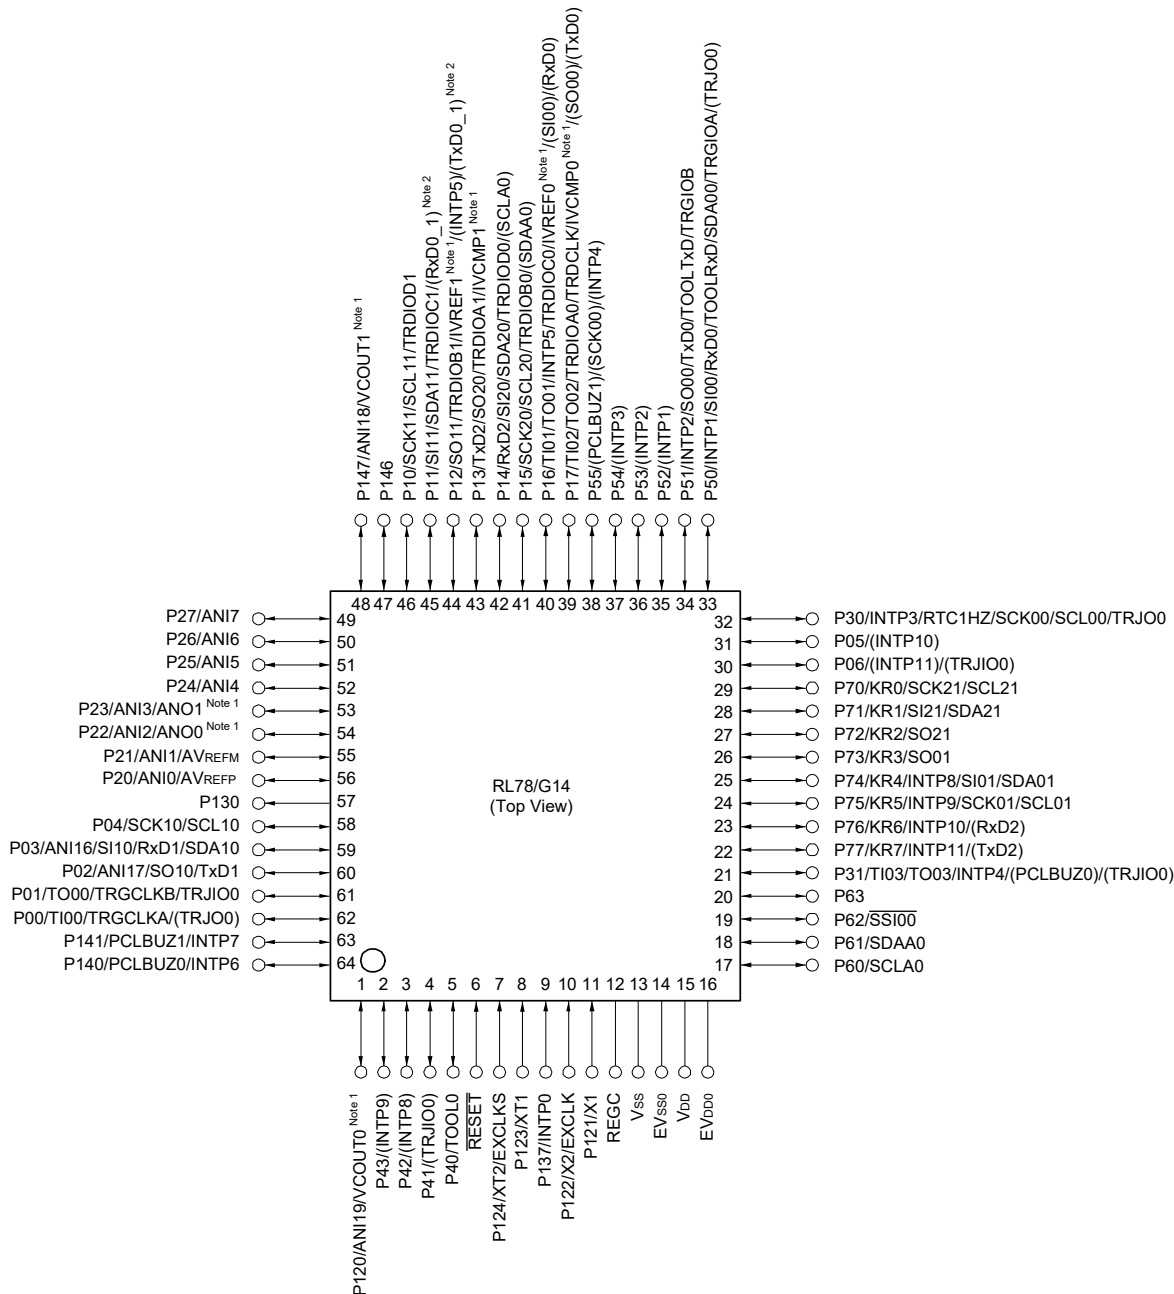 P147/ANI18/VCOUT1 Note 1
P146
P10/SCK11/SCL11/TRDIOD1
P11/SI11/SDA11/TRDIOC1/(RxD0_1) Note 2
P12/SO11/TRDIOB1/IVREF1 Note 1/(INTP5)/(TxD0_1) Note 2
P13/TxD2/SO20/TRDIOA1/IVCMP1 Note 1
P14/RxD2/SI20/SDA20/TRDIOD0/(SCLA0)
P15/SCK20/SCL20/TRDIOB0/(SDAA0)
P16/TI01/TO01/INTP5/TRDIOC0/IVREF0 Note 1/(SI00)/(RxD0)
P17/TI02/TO02/TRDIOA0/TRDCLK/IVCMP0 Note 1/(SO00)/(TxD0)
P55/(PCLBUZ1)/(SCK00)/(INTP4)
P54/(INTP3)
P53/(INTP2)
P52/(INTP1)
P51/INTP2/SO00/TxD0/TOOLTxD/TRGIOB
P50/INTP1/SI00/RxD0/TOOLRxD/SDA00/TRGIOA/(TRJO0)
48 47 46 45 44 43 42 41 40 39 38 37 36 35 34 33
P27/ANI7 49
P26/ANI6 50
P25/ANI5 51
P24/ANI4 52
P23/ANI3/ANO1 Note 1 53
P22/ANI2/ANO0 Note 1 54
P21/ANI1/AVREFM 55
P20/ANI0/AVREFP 56
P130 57
P04/SCK10/SCL10 58
P03/ANI16/SI10/RxD1/SDA10 59
P02/ANI17/SO10/TxD1 60
P01/TO00/TRGCLKB/TRJIO0 61
P00/TI00/TRGCLKA/(TRJO0) 62
P141/PCLBUZ1/INTP7 63
P140/PCLBUZ0/INTP6 64
RL78/G14
(Top View)
32 P30/INTP3/RTC1HZ/SCK00/SCL00/TRJO0
31 P05/(INTP10)
30 P06/(INTP11)/(TRJIO0)
29 P70/KR0/SCK21/SCL21
28 P71/KR1/SI21/SDA21
27 P72/KR2/SO21
26 P73/KR3/SO01
25 P74/KR4/INTP8/SI01/SDA01
24 P75/KR5/INTP9/SCK01/SCL01
23 P76/KR6/INTP10/(RxD2)
22 P77/KR7/INTP11/(TxD2)
21 P31/TI03/TO03/INTP4/(PCLBUZ0)/(TRJIO0)
20 P63
19 P62/SSI00
18 P61/SDAA0
17 P60/SCLA0
1 2 3 4 5 6 7 8 9 10 11 12 13 14 15 16
P120/ANI19/VCOUT0 Note 1
P43/(INTP9)
P42/(INTP8)
P41/(TRJIO0)
P40/TOOL0
RESET
P124/XT2/EXCLKS
P123/XT1
P137/INTP0
P122/X2/EXCLK
P121/X1
REGC
VSS
EVSS0
VDD
EVDD0